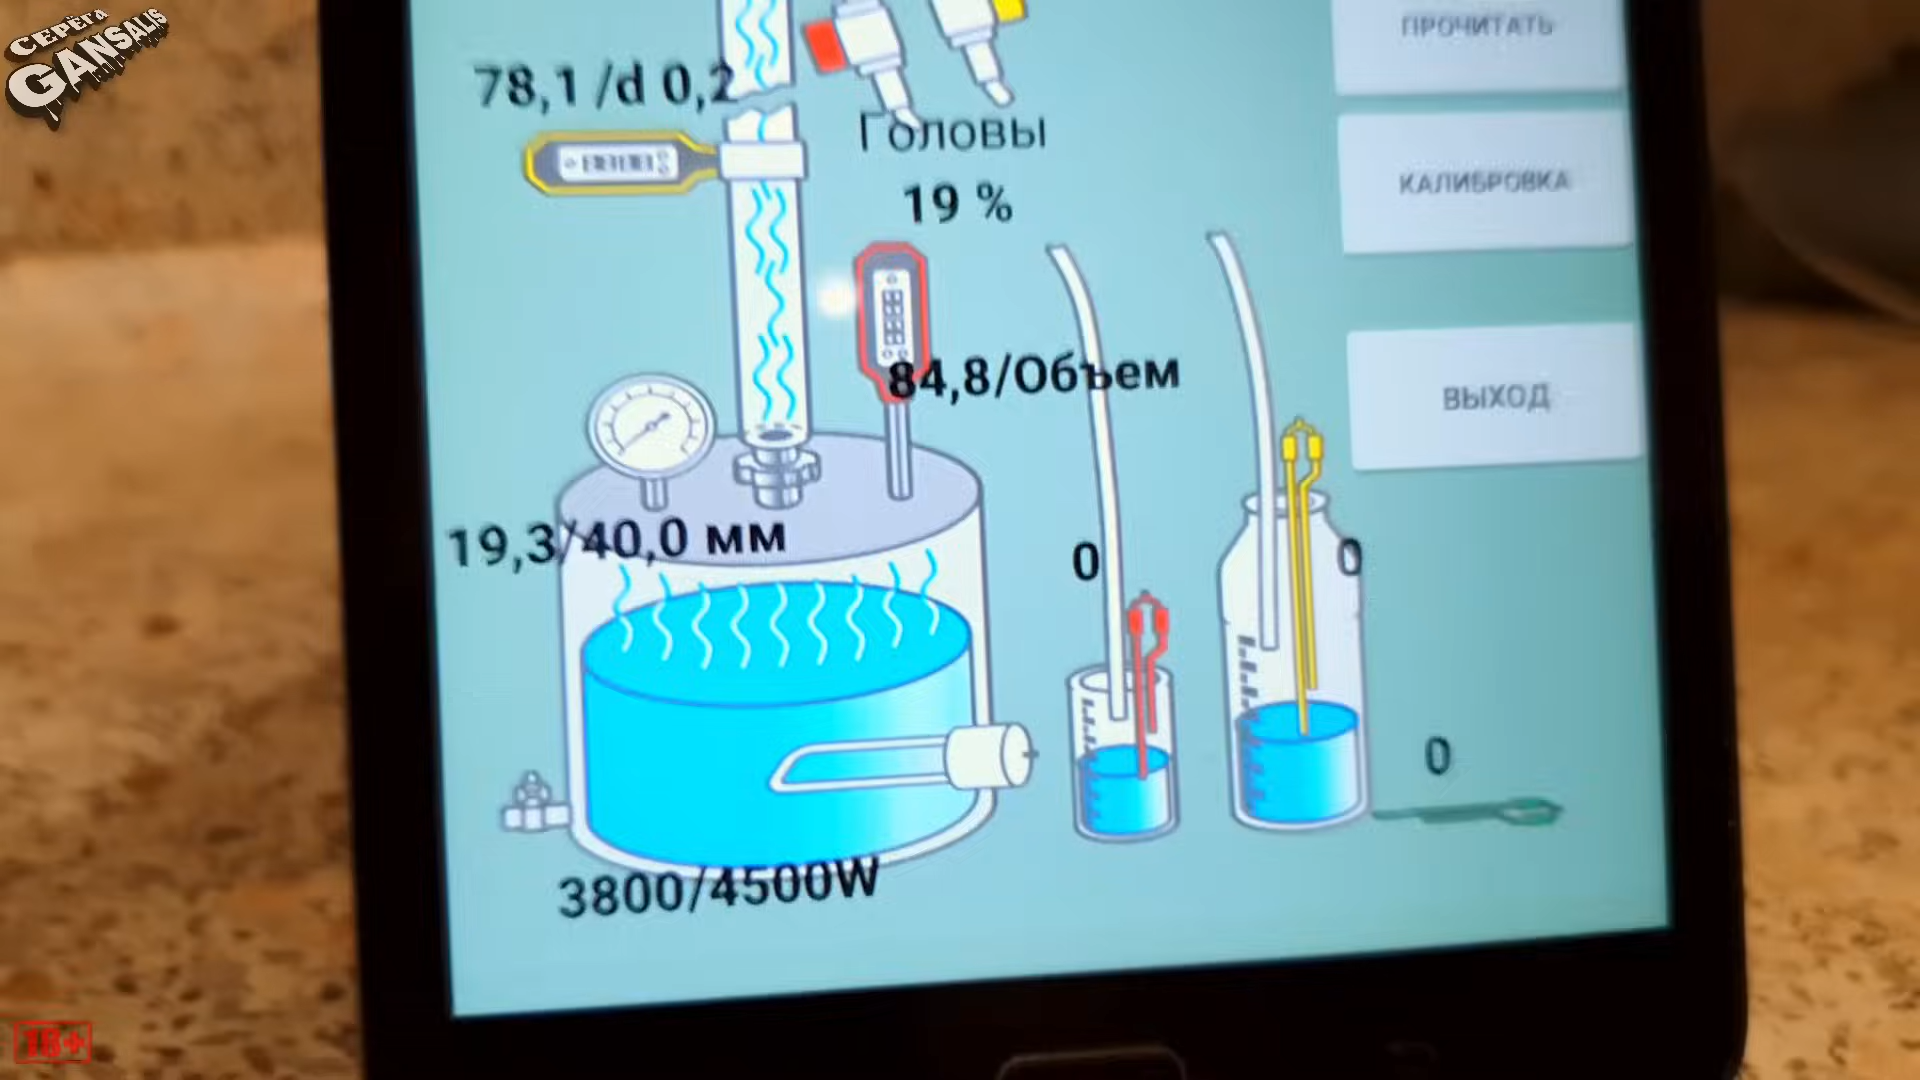 СЕРЁГА
GANSALIS
ПРОЧИТАТЬ
78,1 /d 0,2
Головы
19 %
КАЛИБРОВКА
84,8/Объем
ВЫХОД
19,3/40,0 мм
0
0
0
3800/4500W
18+